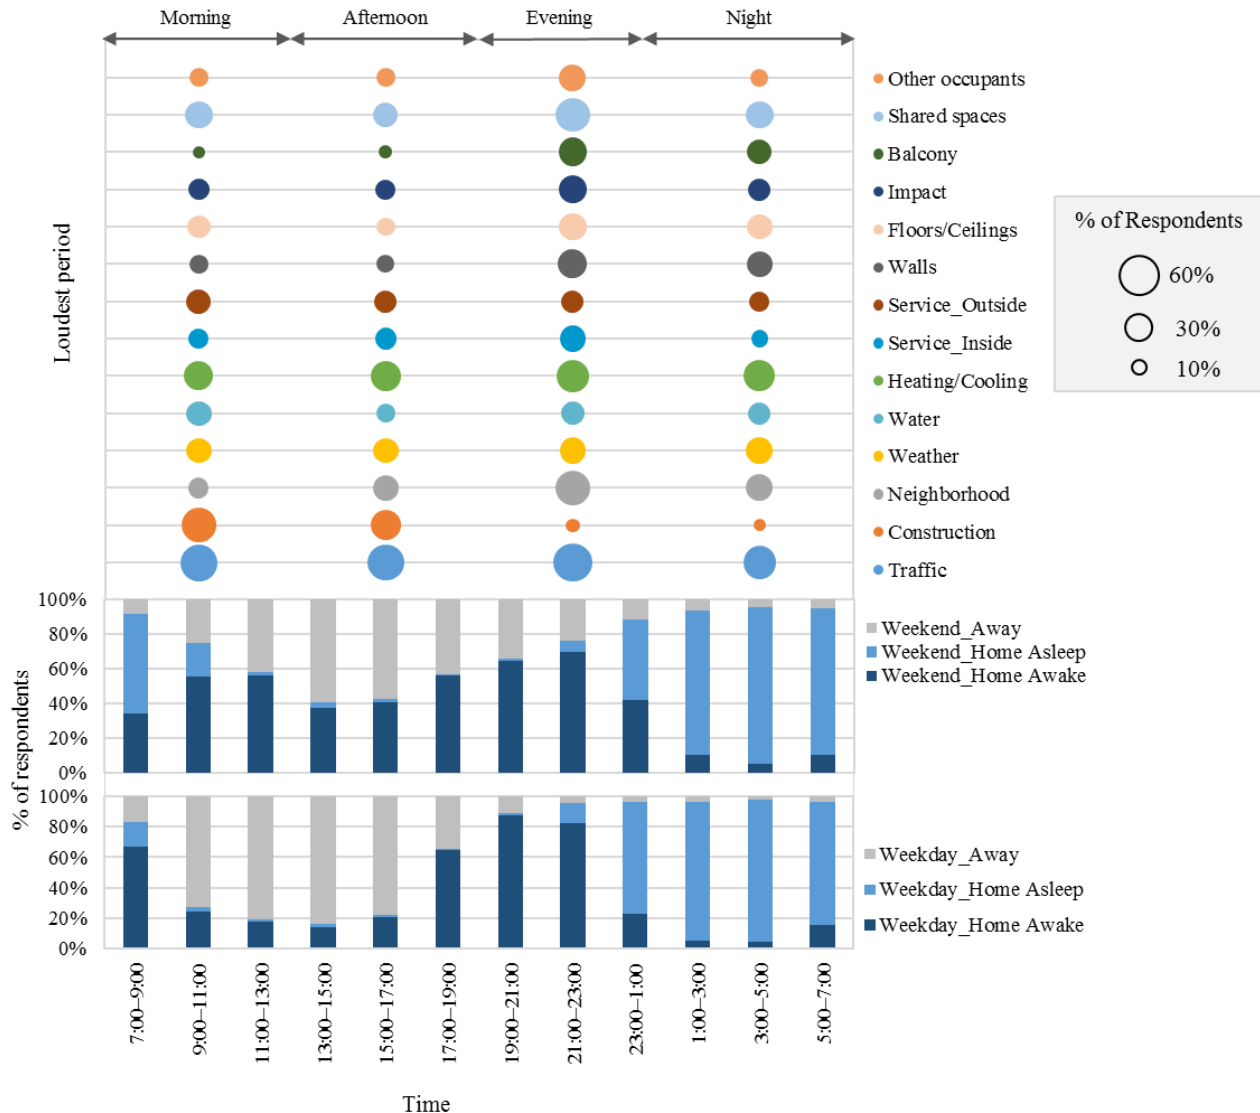 Morning
Afternoon
Evening
Night
Loudest period
Other occupants
Shared spaces
Balcony
Impact
Floors/Ceilings
Walls
Service_Outside
Service_Inside
Heating/Cooling
Water
Weather
Neighborhood
Construction
Traffic
% of Respondents
60%
30%
10%
% of respondents
100%
80%
60%
40%
20%
0%
Weekend_Away
Weekend_Home Asleep
Weekend_Home Awake
100%
80%
60%
40%
20%
0%
Weekday_Away
Weekday_Home Asleep
Weekday_Home Awake
7:00–9:00
9:00–11:00
11:00–13:00
13:00–15:00
15:00–17:00
17:00–19:00
19:00–21:00
21:00–23:00
23:00–1:00
1:00–3:00
3:00–5:00
5:00–7:00
Time